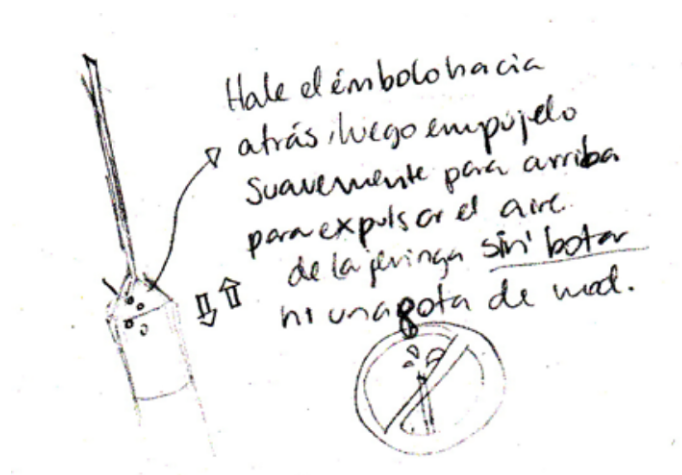 Hale el émbolo hacia
atrás, luego empújelo
suavemente para arriba
para expulsar el aire
de la jeringa sin botar
ni una gota de med.